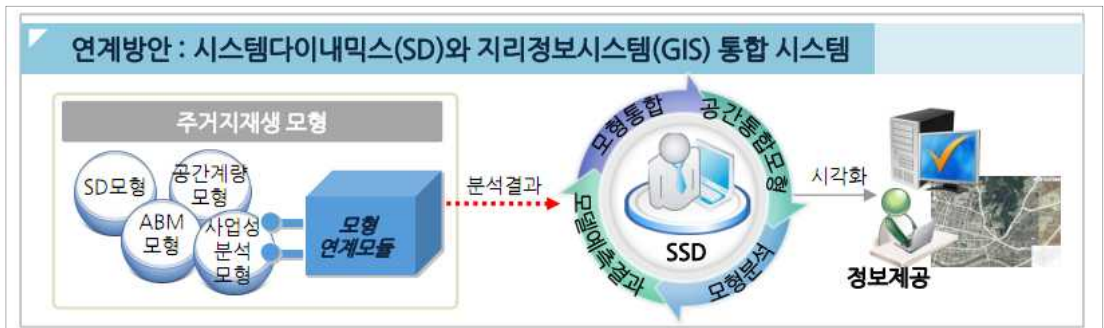 연계방안 : 시스템다이내믹스(SD)와 지리정보시스템(GIS) 통합 시스템
주거지재생 모형
SD모형
공간계량
모형
ABM
모형
사업성
분석
모형
모형
연계모듈
분석결과
모형통합
공간통합모형
모형분석
모델예측결과
SSD
시각화
정보제공